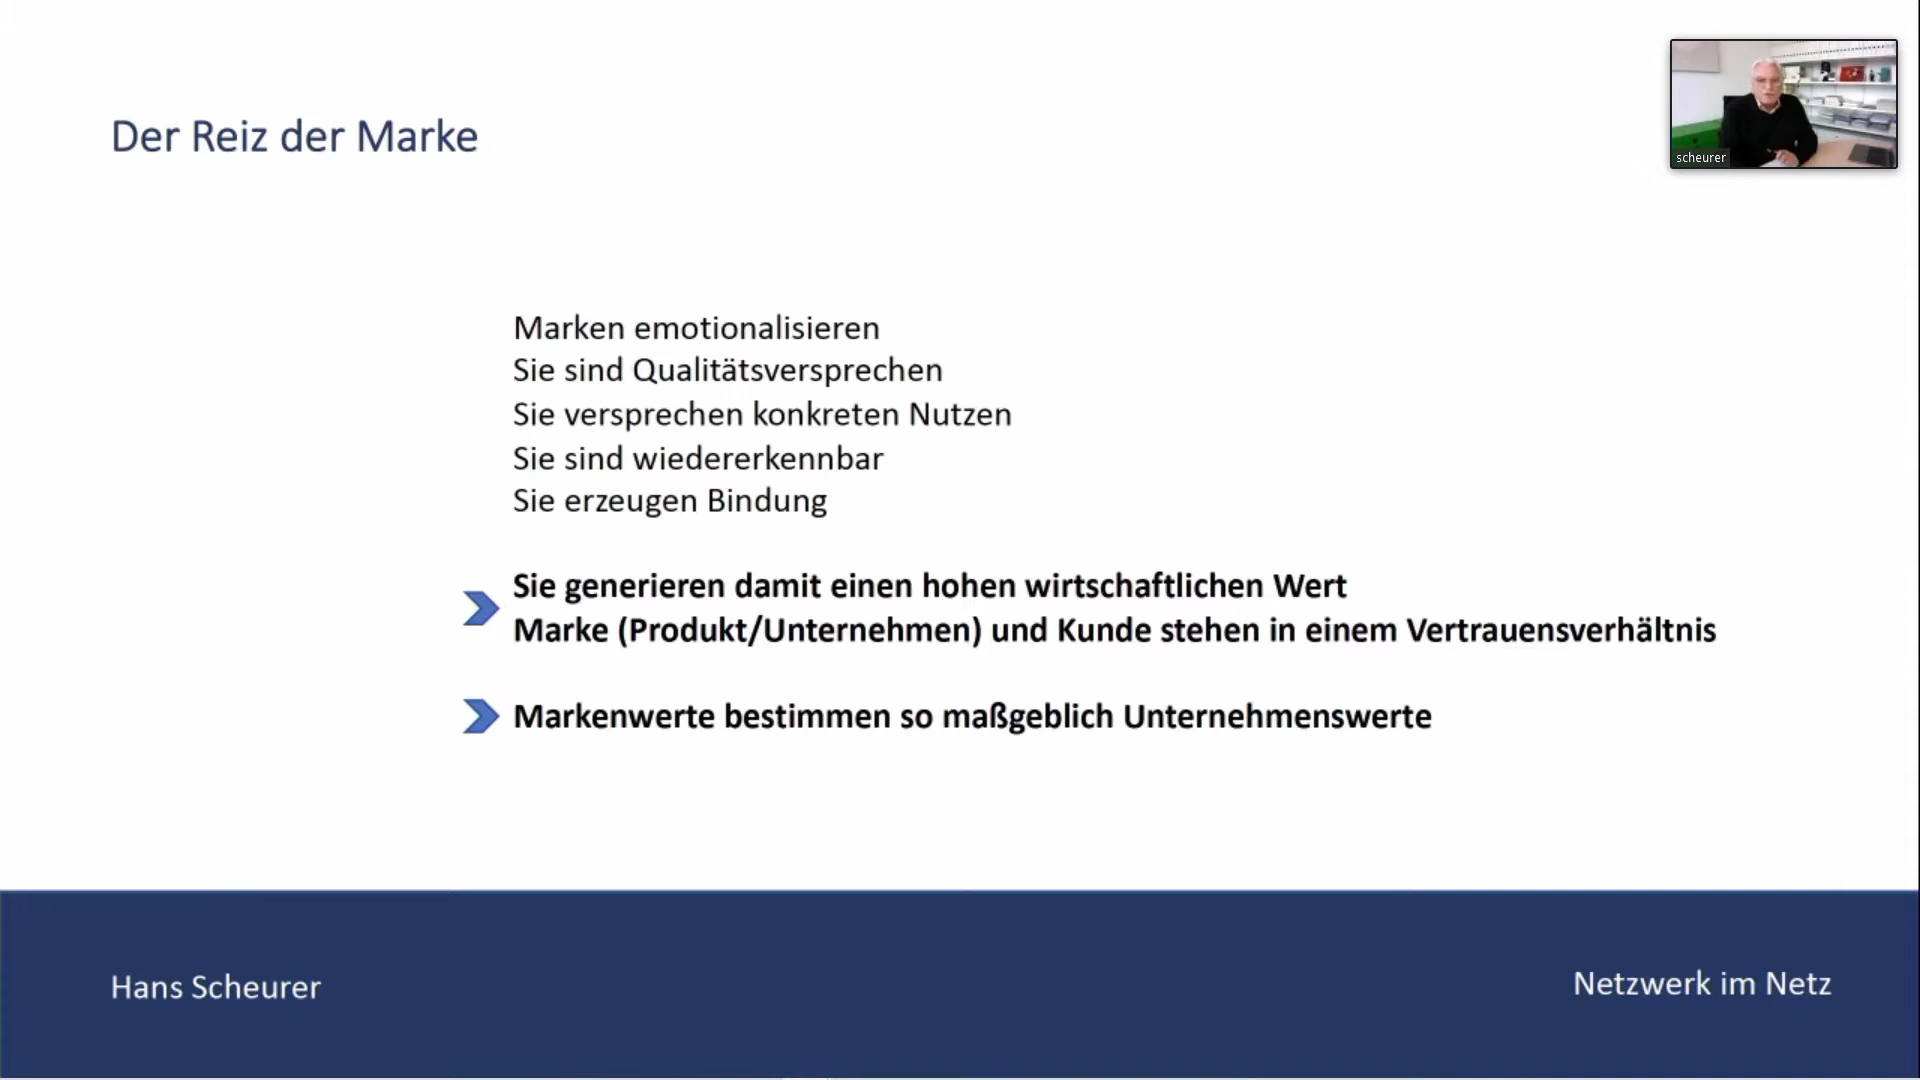 Der Reiz der Marke
scheurer
Marken emotionalisieren
Sie sind Qualitätsversprechen
Sie versprechen konkreten Nutzen
Sie sind wiedererkennbar
Sie erzeugen Bindung
Sie generieren damit einen hohen wirtschaftlichen Wert
Marke (Produkt/Unternehmen) und Kunde stehen in einem Vertrauensverhältnis
Markenwerte bestimmen so maßgeblich Unternehmenswerte
Hans Scheurer
Netzwerk im Netz